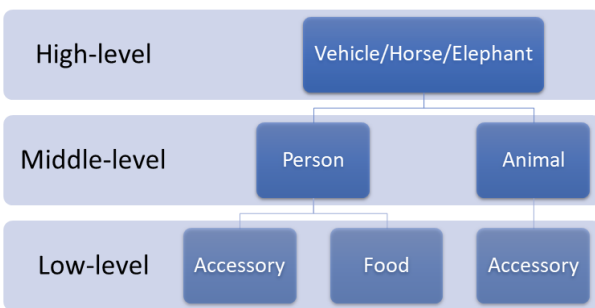 High-level
Vehicle/Horse/Elephant
Middle-level
Person
Animal
Low-level
Accessory
Food
Accessory